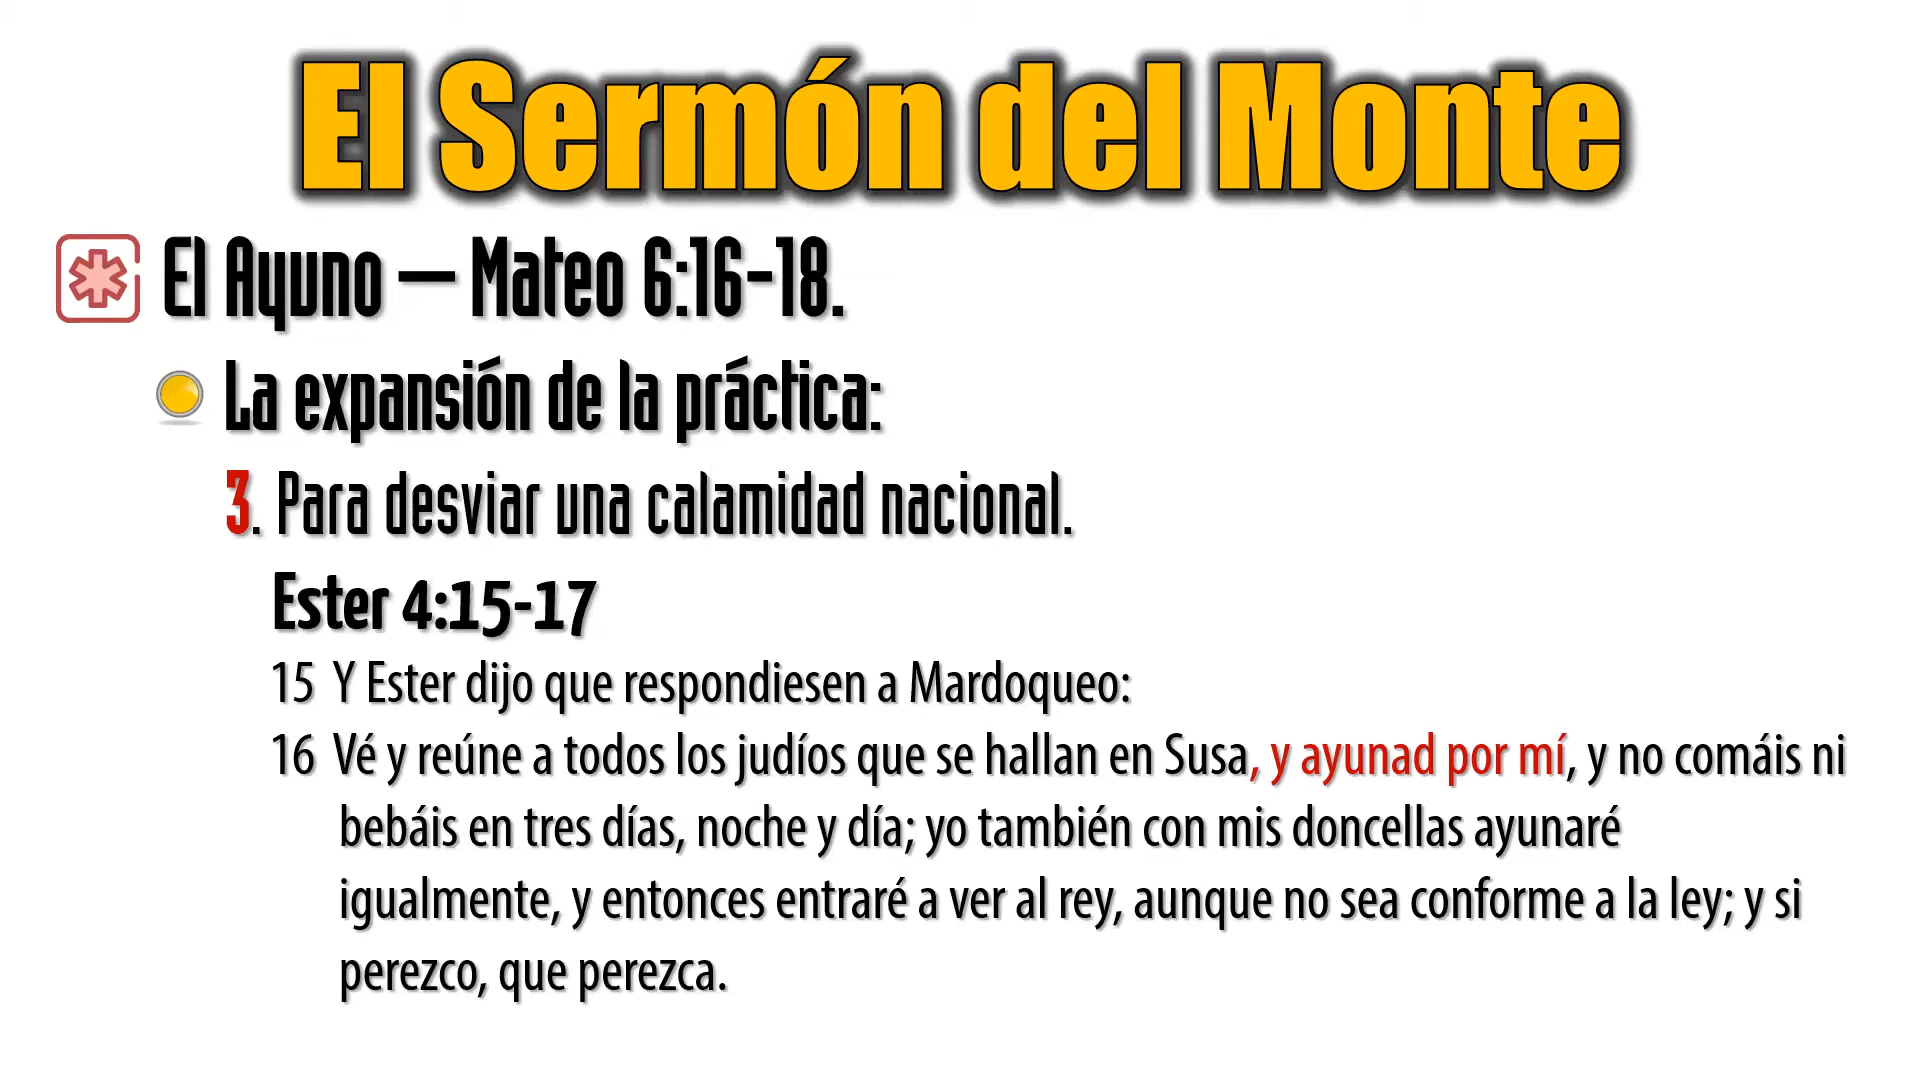 El Sermón del Monte
El Ayuno – Mateo 6:16-18.
La expansión de la práctica:
3. Para desviar una calamidad nacional.
Ester 4:15-17
15 Y Ester dijo que respondiesen a Mardoqueo:
16 Vé y reúne a todos los judíos que se hallan en Susa, y ayunad por mí, y no comáis ni
bebáis en tres días, noche y día; yo también con mis doncellas ayunaré
igualmente, y entonces entraré a ver al rey, aunque no sea conforme a la ley; y si
perezco, que perezca.